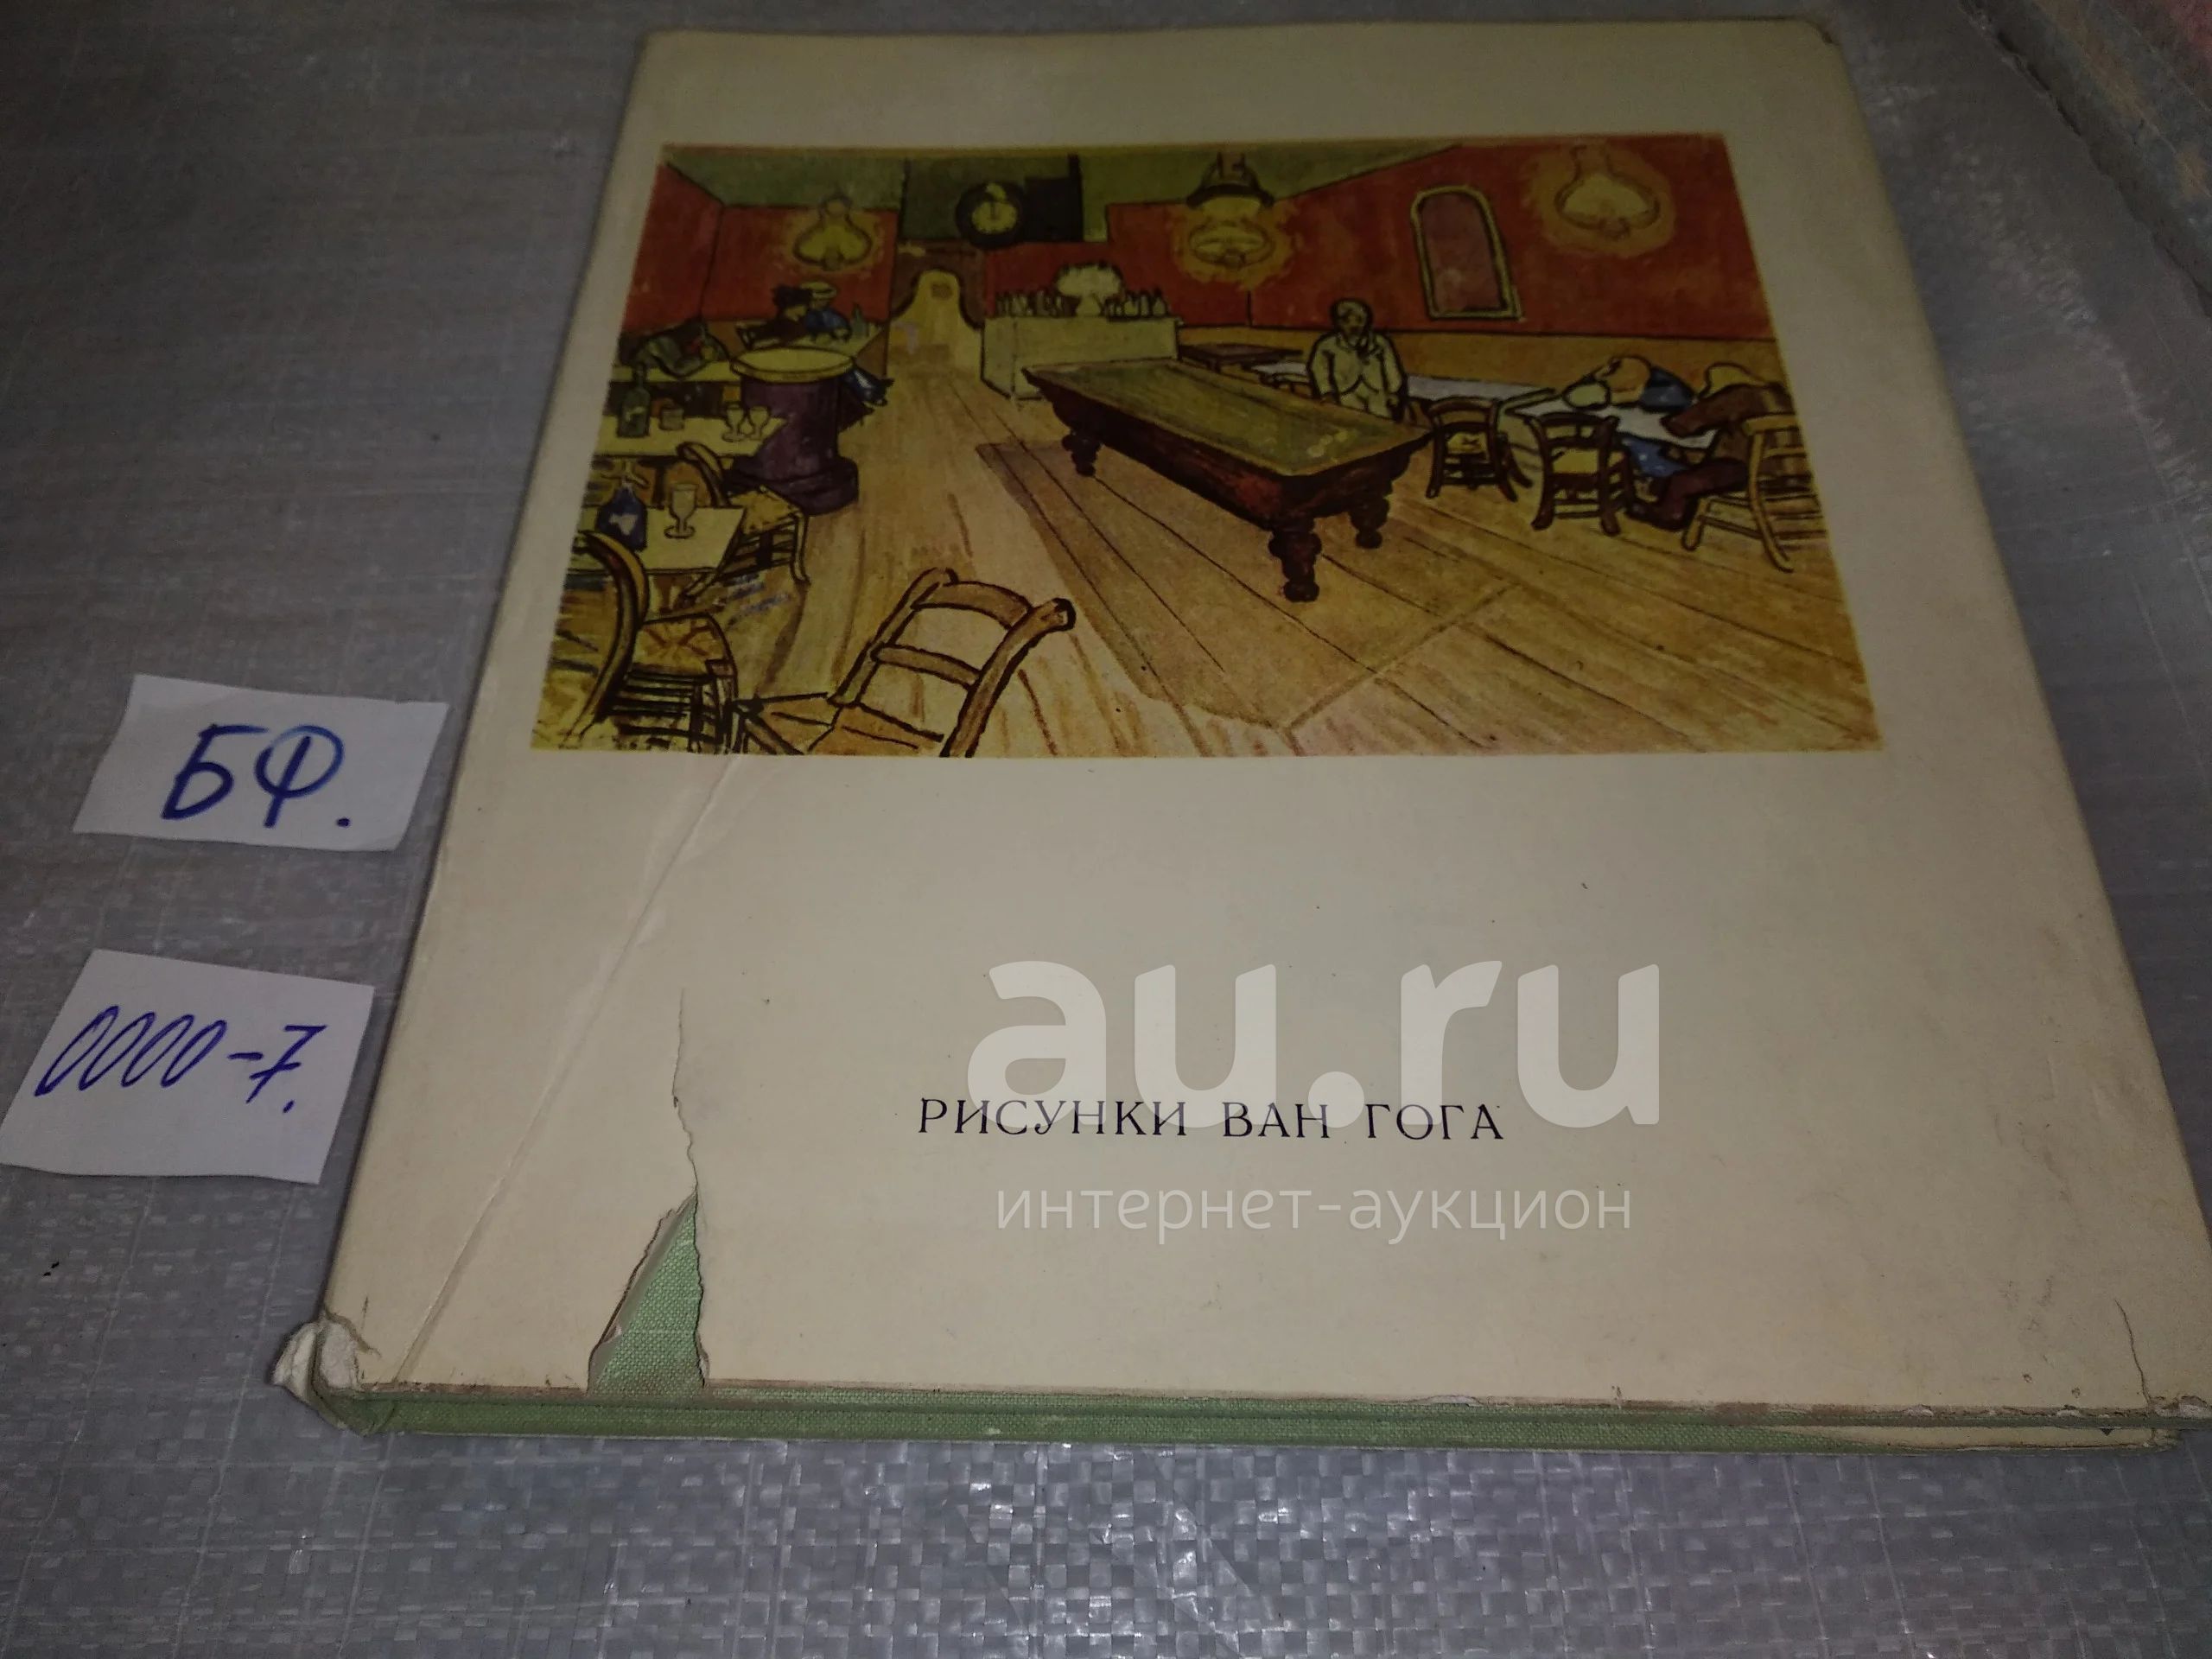 БФ.
0000-7.
au.ru
РИСУНКИ ВАН ГОГА
интернет-аукцион